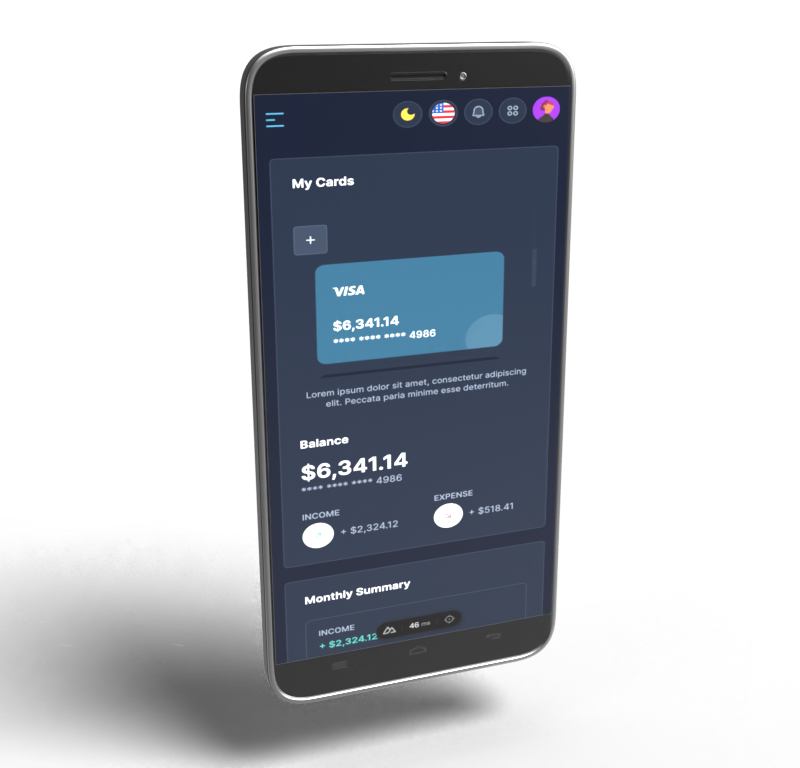 My Cards
+
VISA
$6,341.14
**** **** **** 4986
Lorem ipsum dolor sit amet, consectetur adipiscing
elit. Peccata paria minime esse deterritum.
Balance
$6,341.14
**** **** **** 4986
INCOME
+ $2,324.12
EXPENSE
+ $518.41
Monthly Summary
INCOME
+ $2,324.12
46 ms